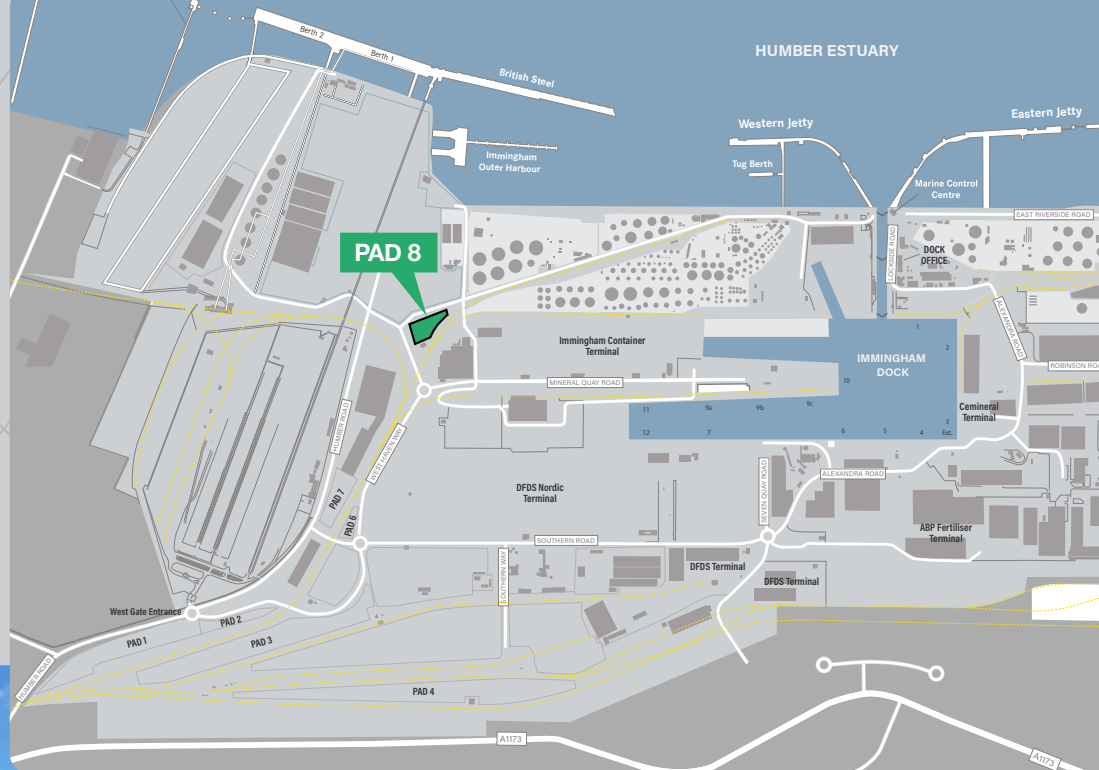 Berth 2
Berth 1
British Steel
HUMBER ESTUARY
Immingham
Outer Harbour
Western Jetty
Tug Berth
Eastern Jetty
Marine Control
Centre
EAST RIVERSIDE ROAD
LOCKSIDE ROAD
DOCK
OFFICE
PAD 8
ALEXANDRA ROAD
ROBINSON ROA
Immingham Container
Terminal
IMMINGHAM
DOCK
MINERAL QUAY ROAD
1
2
3
Ext.
4
5
6
7
9a
9b
9c
10
11
12
Cemineral
Terminal
HUMBER ROAD
WEST HAVEN WAY
PAD 7
PAD 6
DFDS Nordic
Terminal
SEVEN QUAY ROAD
ALEXANDRA ROAD
ABP Fertiliser
Terminal
SOUTHERN ROAD
SOUTHERN WAY
DFDS Terminal
DFDS Terminal
West Gate Entrance
PAD 1
PAD 2
PAD 3
PAD 4
HUMBER ROAD
A1173
A1173